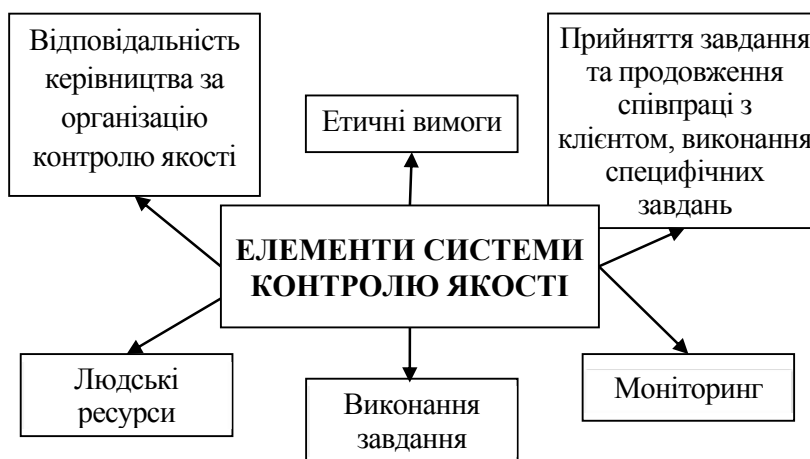 Відповідальність
керівництва за
організацію
контролю якості
Етичні вимоги
Прийняття завдання
та продовження
співпраці з
клієнтом, виконання
специфічних
завдань
ЕЛЕМЕНТИ СИСТЕМИ
КОНТРОЛЮ ЯКОСТІ
Людські
ресурси
Виконання
завдання
Моніторинг